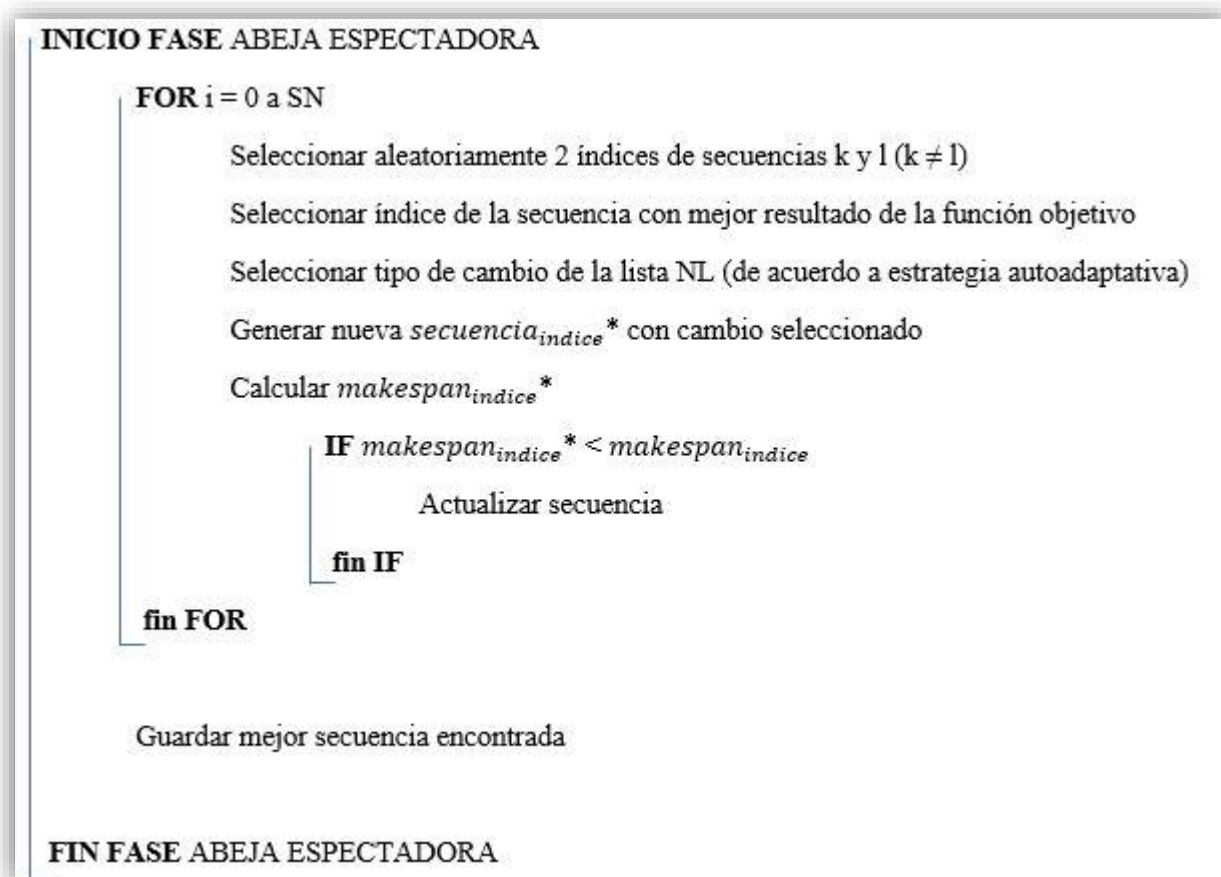 INICIO FASE ABEJA ESPECTADORA
FOR i = 0 a SN
Seleccionar aleatoriamente 2 índices de secuencias k y l (k ≠ l)
Seleccionar índice de la secuencia con mejor resultado de la función objetivo
Seleccionar tipo de cambio de la lista NL (de acuerdo a estrategia autoadaptativa)
Generar nueva secuencia_indice* con cambio seleccionado
Calcular makespan_indice*
IF makespan_indice* < makespan_indice
Actualizar secuencia
fin IF
fin FOR
Guardar mejor secuencia encontrada
FIN FASE ABEJA ESPECTADORA